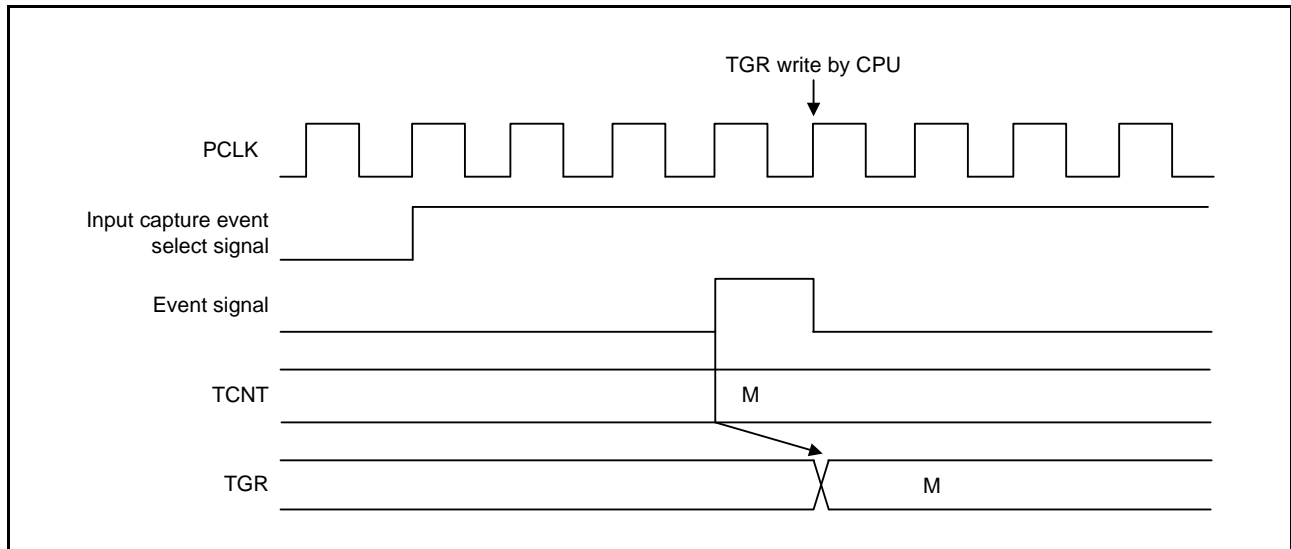 TGR write by CPU
PCLK
Input capture event
select signal
Event signal
TCNT
M
TGR
M